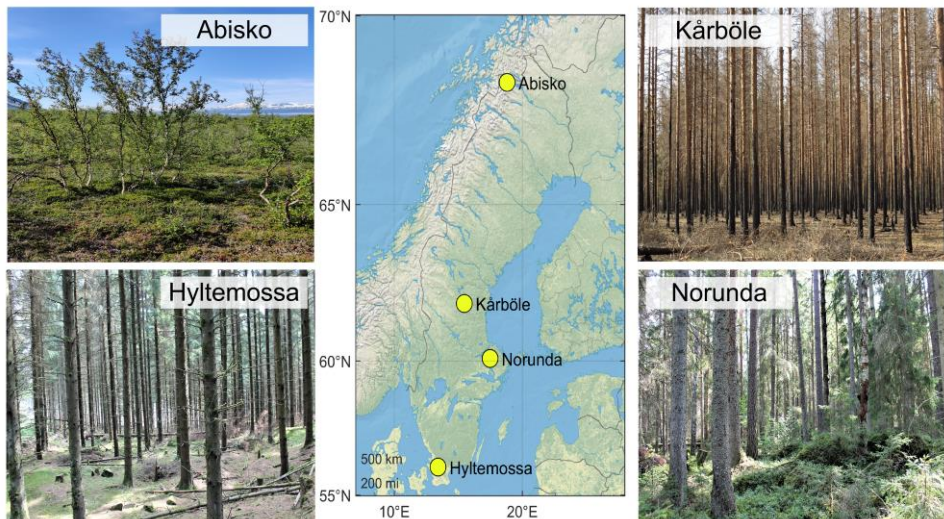 Abisko
Kårböle
Hyltemossa
Norunda
70°N
65°N
60°N
55°N
Abisko
Kårböle
Norunda
Hyltemossa
500 km
200 mi
10°E
20°E